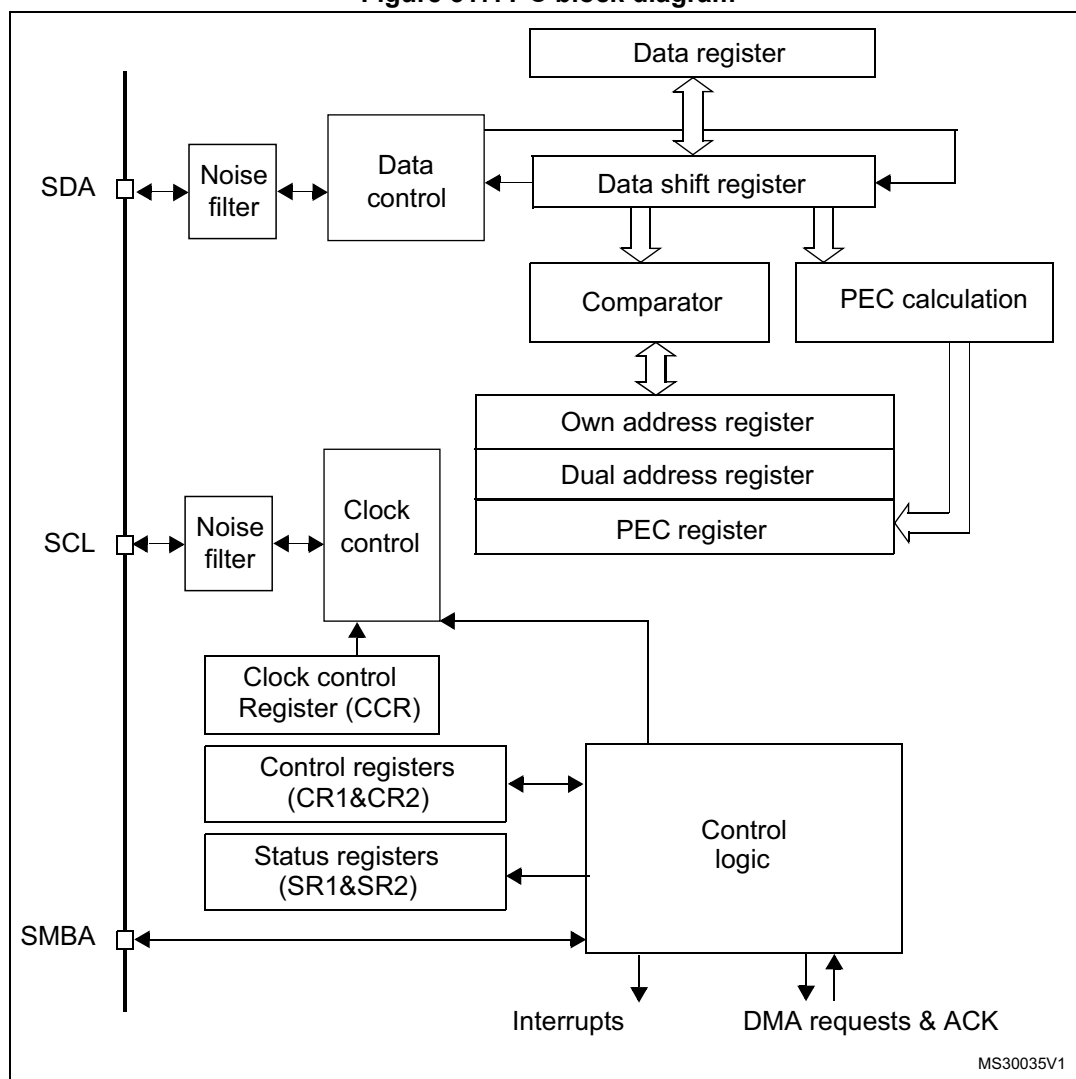 Data register
Data
control
Noise
filter
SDA
Data shift register
Comparator
PEC calculation
Own address register
Dual address register
PEC register
Clock
control
Noise
filter
SCL
Clock control
Register (CCR)
Control registers
(CR1&CR2)
Status registers
(SR1&SR2)
Control
logic
SMBA
Interrupts
DMA requests & ACK
MS30035V1